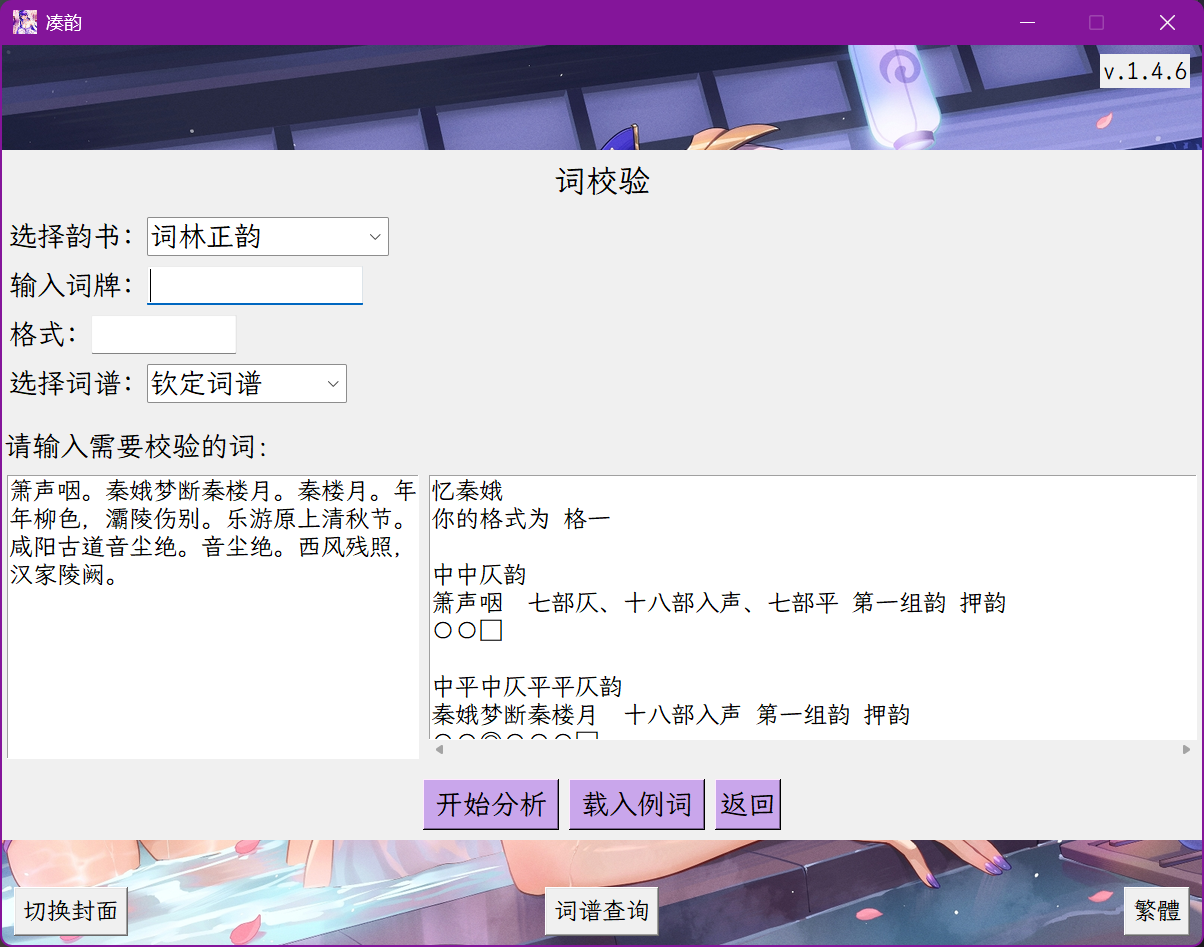 凑韵
v.1.4.6
词校验
选择韵书：词林正韵
输入词牌：
格式：
选择词谱：钦定词谱
请输入需要校验的词：
箫声咽。秦娥梦断秦楼月。秦楼月。年
年柳色，灞陵伤别。乐游原上清秋节。
咸阳古道音尘绝。音尘绝。西风残照，
汉家陵阙。
忆秦娥
你的格式为 格一
中中仄韵
箫声咽 七部仄、十八部入声、七部平 第一组韵 押韵
○○□
中平中仄平平仄韵
秦娥梦断秦楼月 十八部入声 第一组韵 押韵
○○◎○○○□
开始分析 载入例词 返回
切换封面 词谱查询 繁體